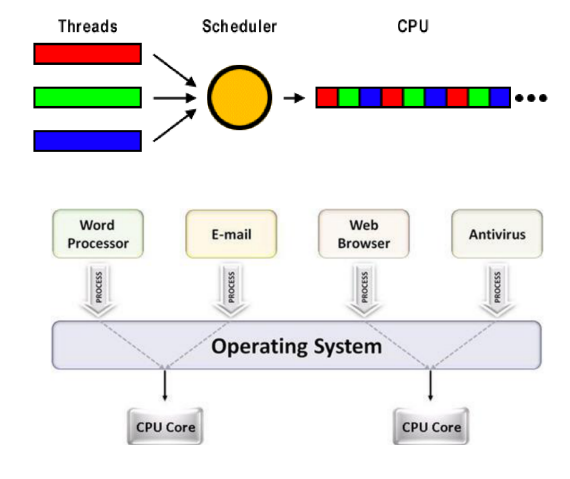 Threads Scheduler CPU
Word
Processor
E-mail
Web
Browser
Antivirus
PROCESS PROCESS PROCESS PROCESS
Operating System
CPU Core CPU Core